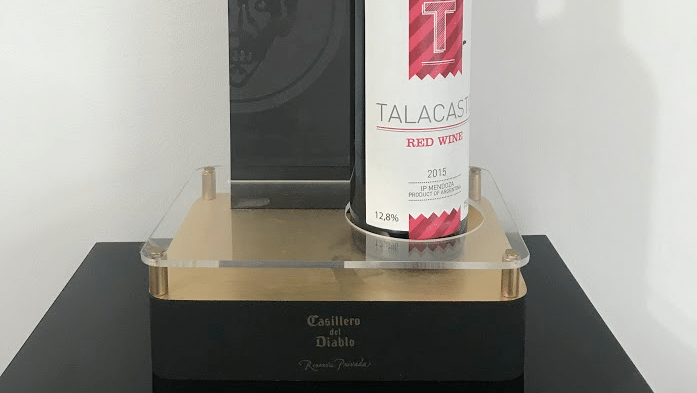 T
TALACAST
RED WINE
2015
IP MENDOZA
PRODUCT OF ARGENTINA
12,8%
Casillero
del
Diablo
Reserva Privada